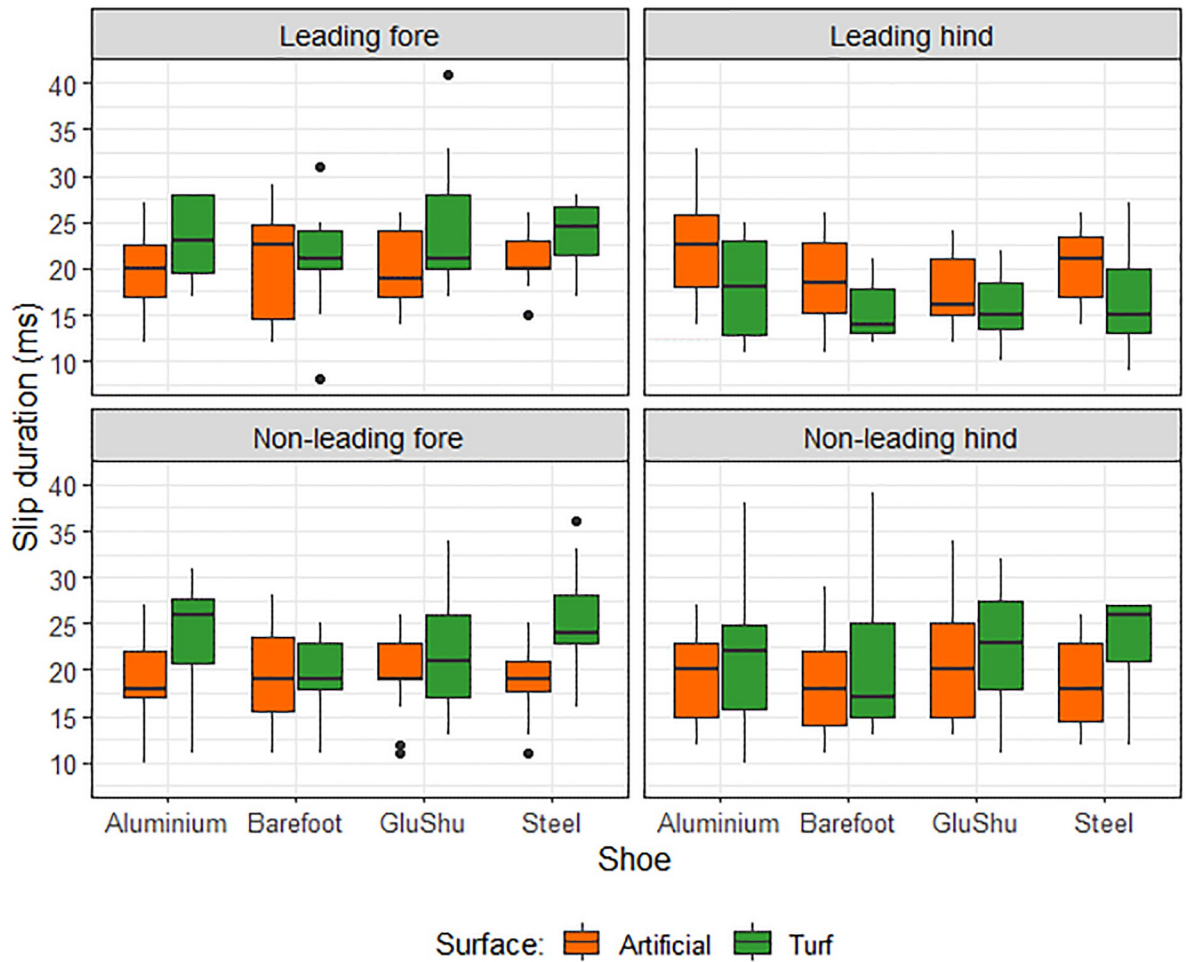 Leading fore
Leading hind
40
35
30
25
20
15
10
Slip duration (ms)
Non-leading fore
Non-leading hind
40
35
30
25
20
15
10
Aluminium Barefoot GluShu Steel
Aluminium Barefoot GluShu Steel
Shoe
Surface: Artificial Turf